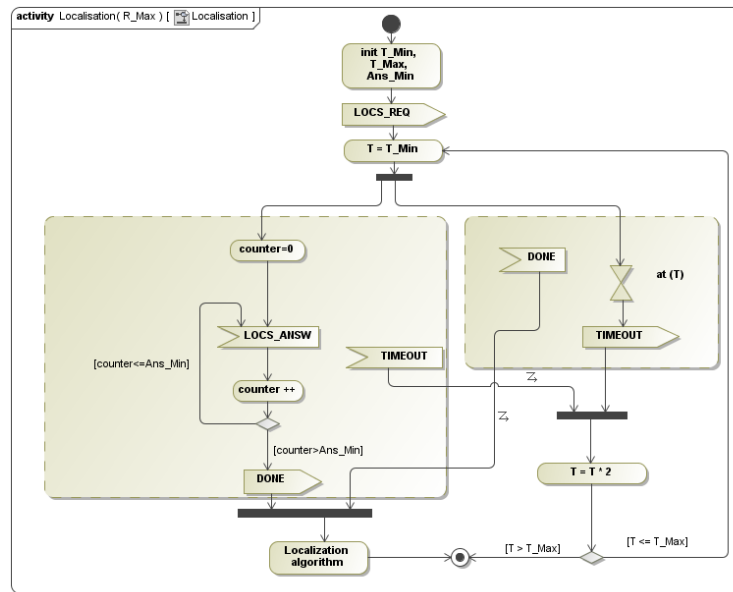 activity Localisation( R_Max ) [ Localisation ]
init T_Min,
T_Max,
Ans_Min
LOCS_REQ
T = T_Min
counter=0
DONE
at (T)
LOCS_ANSW
TIMEOUT
TIMEOUT
[counter<=Ans_Min]
counter ++
[counter>Ans_Min]
DONE
T = T * 2
Localization
algorithm
[T > T_Max]
[T <= T_Max]